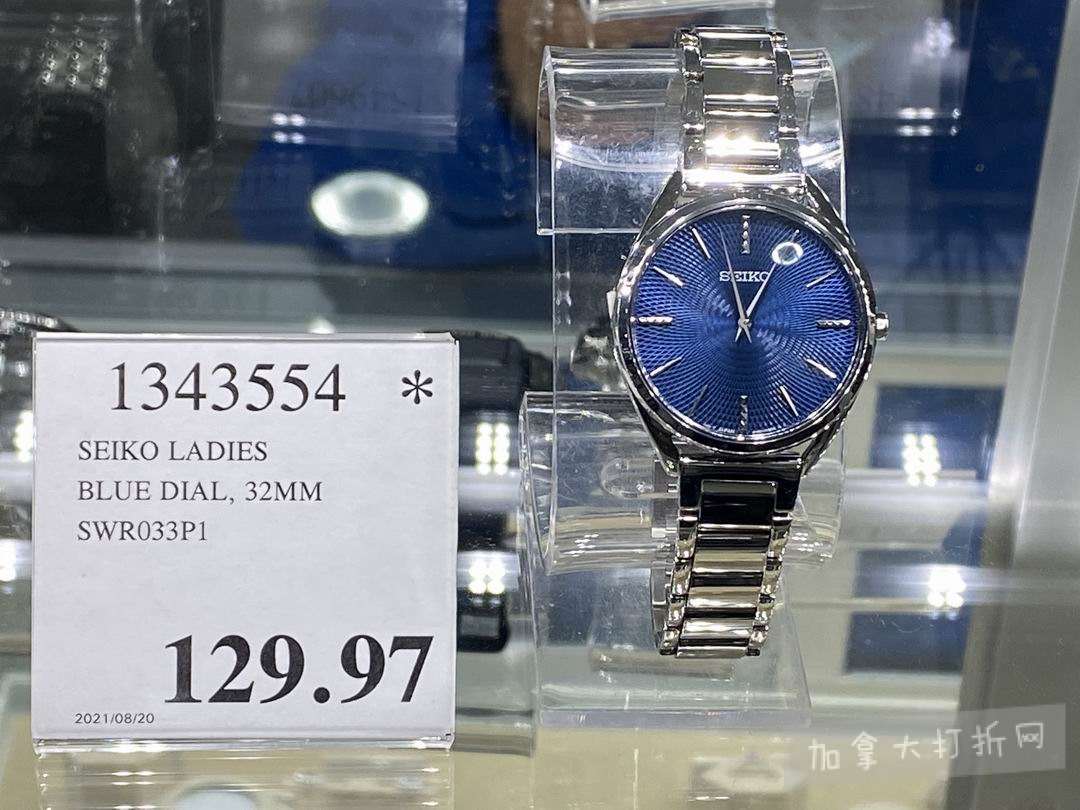 1343554 *
SEIKO LADIES
BLUE DIAL, 32MM
SWR033P1
129.97
2021/08/20
SEIKO
加拿大打折网